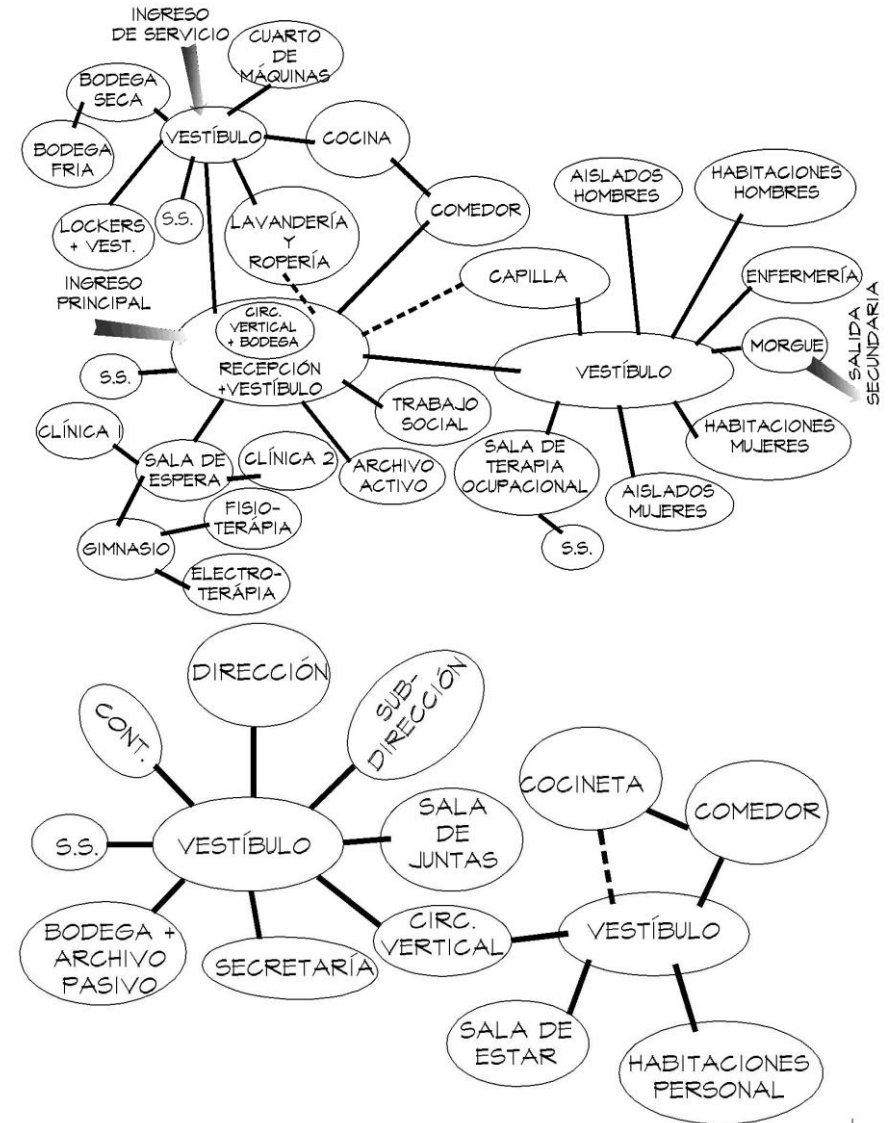 INGRESO
DE SERVICIO
CUARTO
DE
MÁQUINAS
BODEGA
SECA
VESTÍBULO
COCINA
BODEGA
FRIA
AISLADOS
HOMBRES
HABITACIONES
HOMBRES
LOCKERS
+ VEST.
S.S.
LAVANDERÍA
Y
ROPERÍA
COMEDOR
INGRESO
PRINCIPAL
CAPILLA
ENFERMERÍA
CIRC.
VERTICAL
+ BODEGA
RECEPCIÓN
+VESTÍBULO
VESTÍBULO
MORGUE
SALIDA
SECUNDARIA
S.S.
TRABAJO
SOCIAL
CLÍNICA 1
SALA DE
ESPERA
CLÍNICA 2
ARCHIVO
ACTIVO
SALA DE
TERAPIA
OCUPACIONAL
HABITACIONES
MUJERES
AISLADOS
MUJERES
FISIO-
TERÁPIA
GIMNASIO
S.S.
ELECTRO-
TERÁPIA
DIRECCIÓN
SUB-
DIRECCIÓN
CONT.
COCINETA
COMEDOR
SALA
DE
JUNTAS
S.S.
VESTÍBULO
BODEGA +
ARCHIVO
PASIVO
SECRETARÍA
CIRC.
VERTICAL
VESTÍBULO
SALA DE
ESTAR
HABITACIONES
PERSONAL